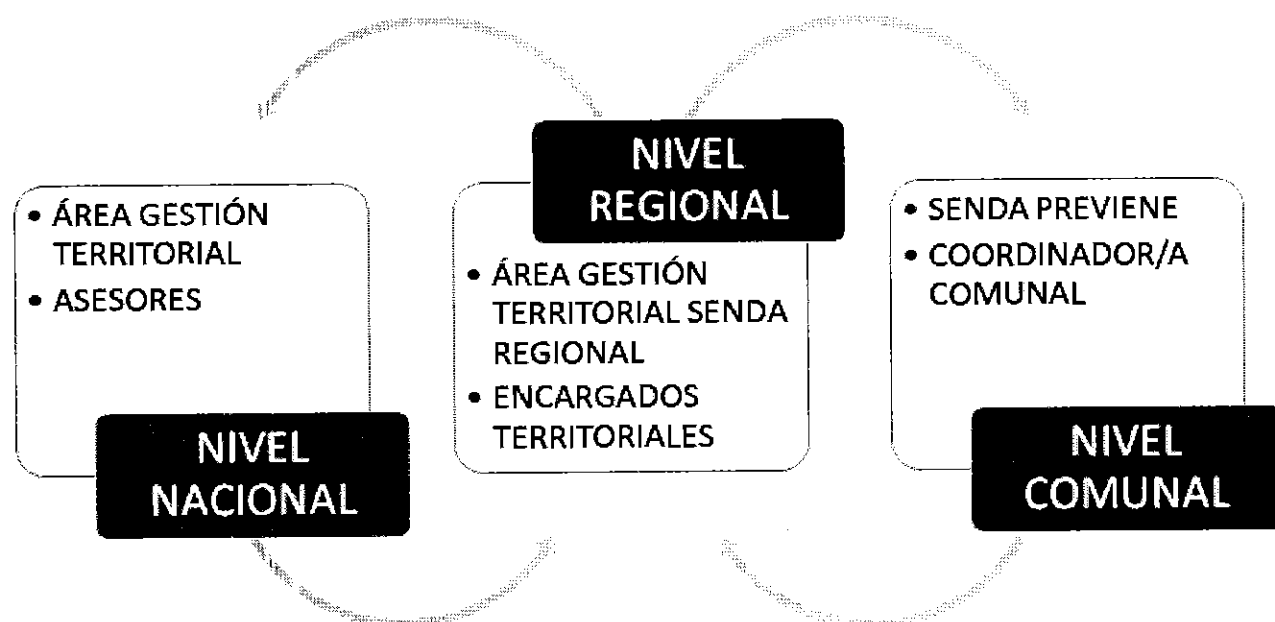 • ÁREA GESTIÓN
TERRITORIAL
• ASESORES
NIVEL
NACIONAL
NIVEL
REGIONAL
• ÁREA GESTIÓN
TERRITORIAL SENDA
REGIONAL
• ENCARGADOS
TERRITORIALES
• SENDA PREVIENE
• COORDINADOR/A
COMUNAL
NIVEL
COMUNAL